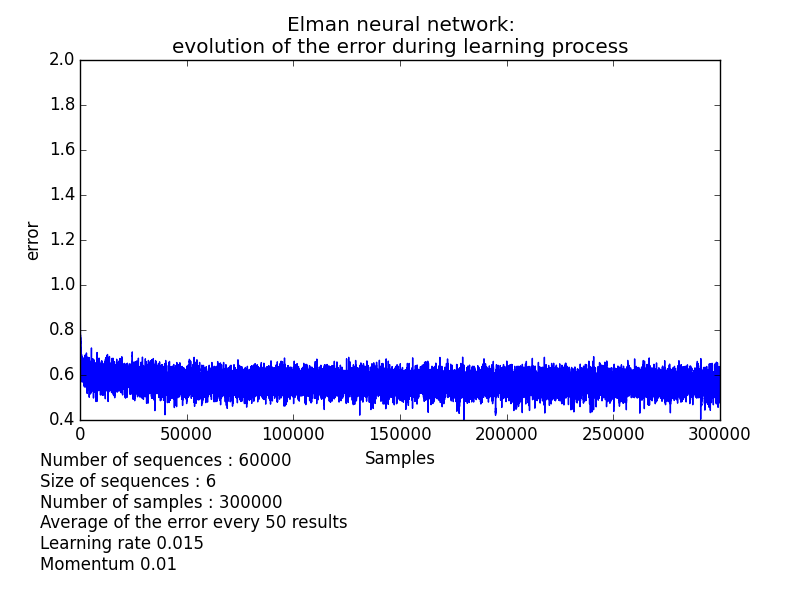 Elman neural network:
evolution of the error during learning process
2.0
1.8
1.6
1.4
1.2
1.0
0.8
0.6
0.4
error
0 50000 100000 150000 200000 250000 300000
Samples
Number of sequences : 60000
Size of sequences : 6
Number of samples : 300000
Average of the error every 50 results
Learning rate 0.015
Momentum 0.01